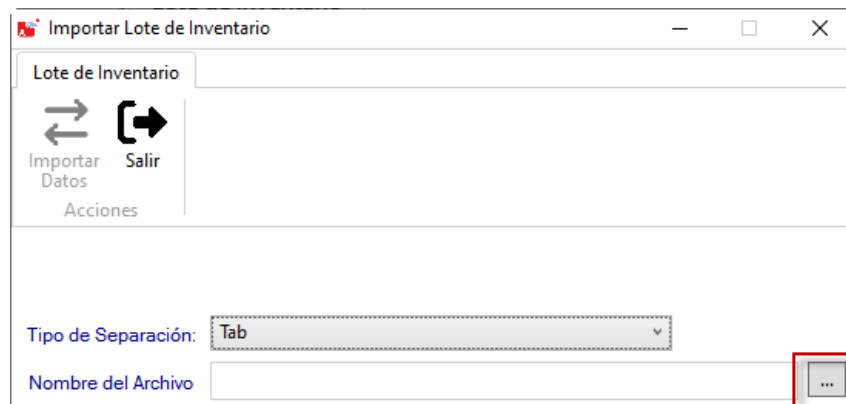 Importar Lote de Inventario
Lote de Inventario
Importar
Datos
Salir
Acciones
Tipo de Separación: Tab
Nombre del Archivo ...